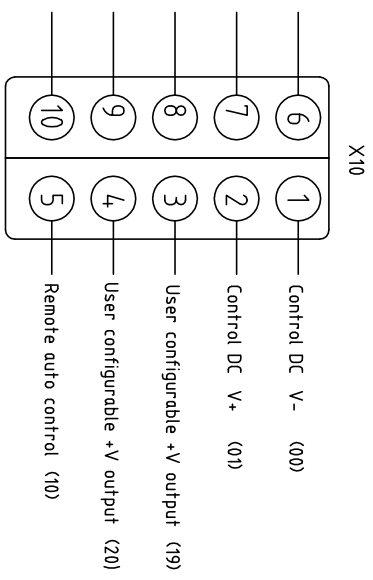 X10
6 1 Control DC V- (00)
7 2 Control DC V+ (01)
8 3 User configurable +V output (19)
9 4 User configurable +V output (20)
10 5 Remote auto control (10)